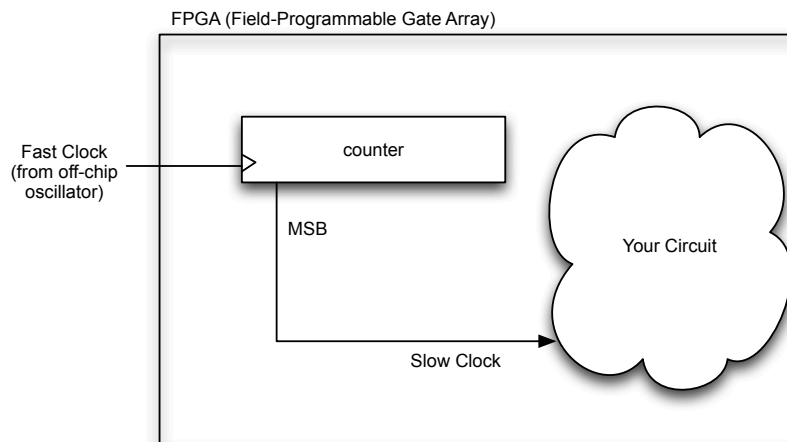 FPGA (Field-Programmable Gate Array)
Fast Clock
(from off-chip
oscillator)
counter
MSB
Your Circuit
Slow Clock